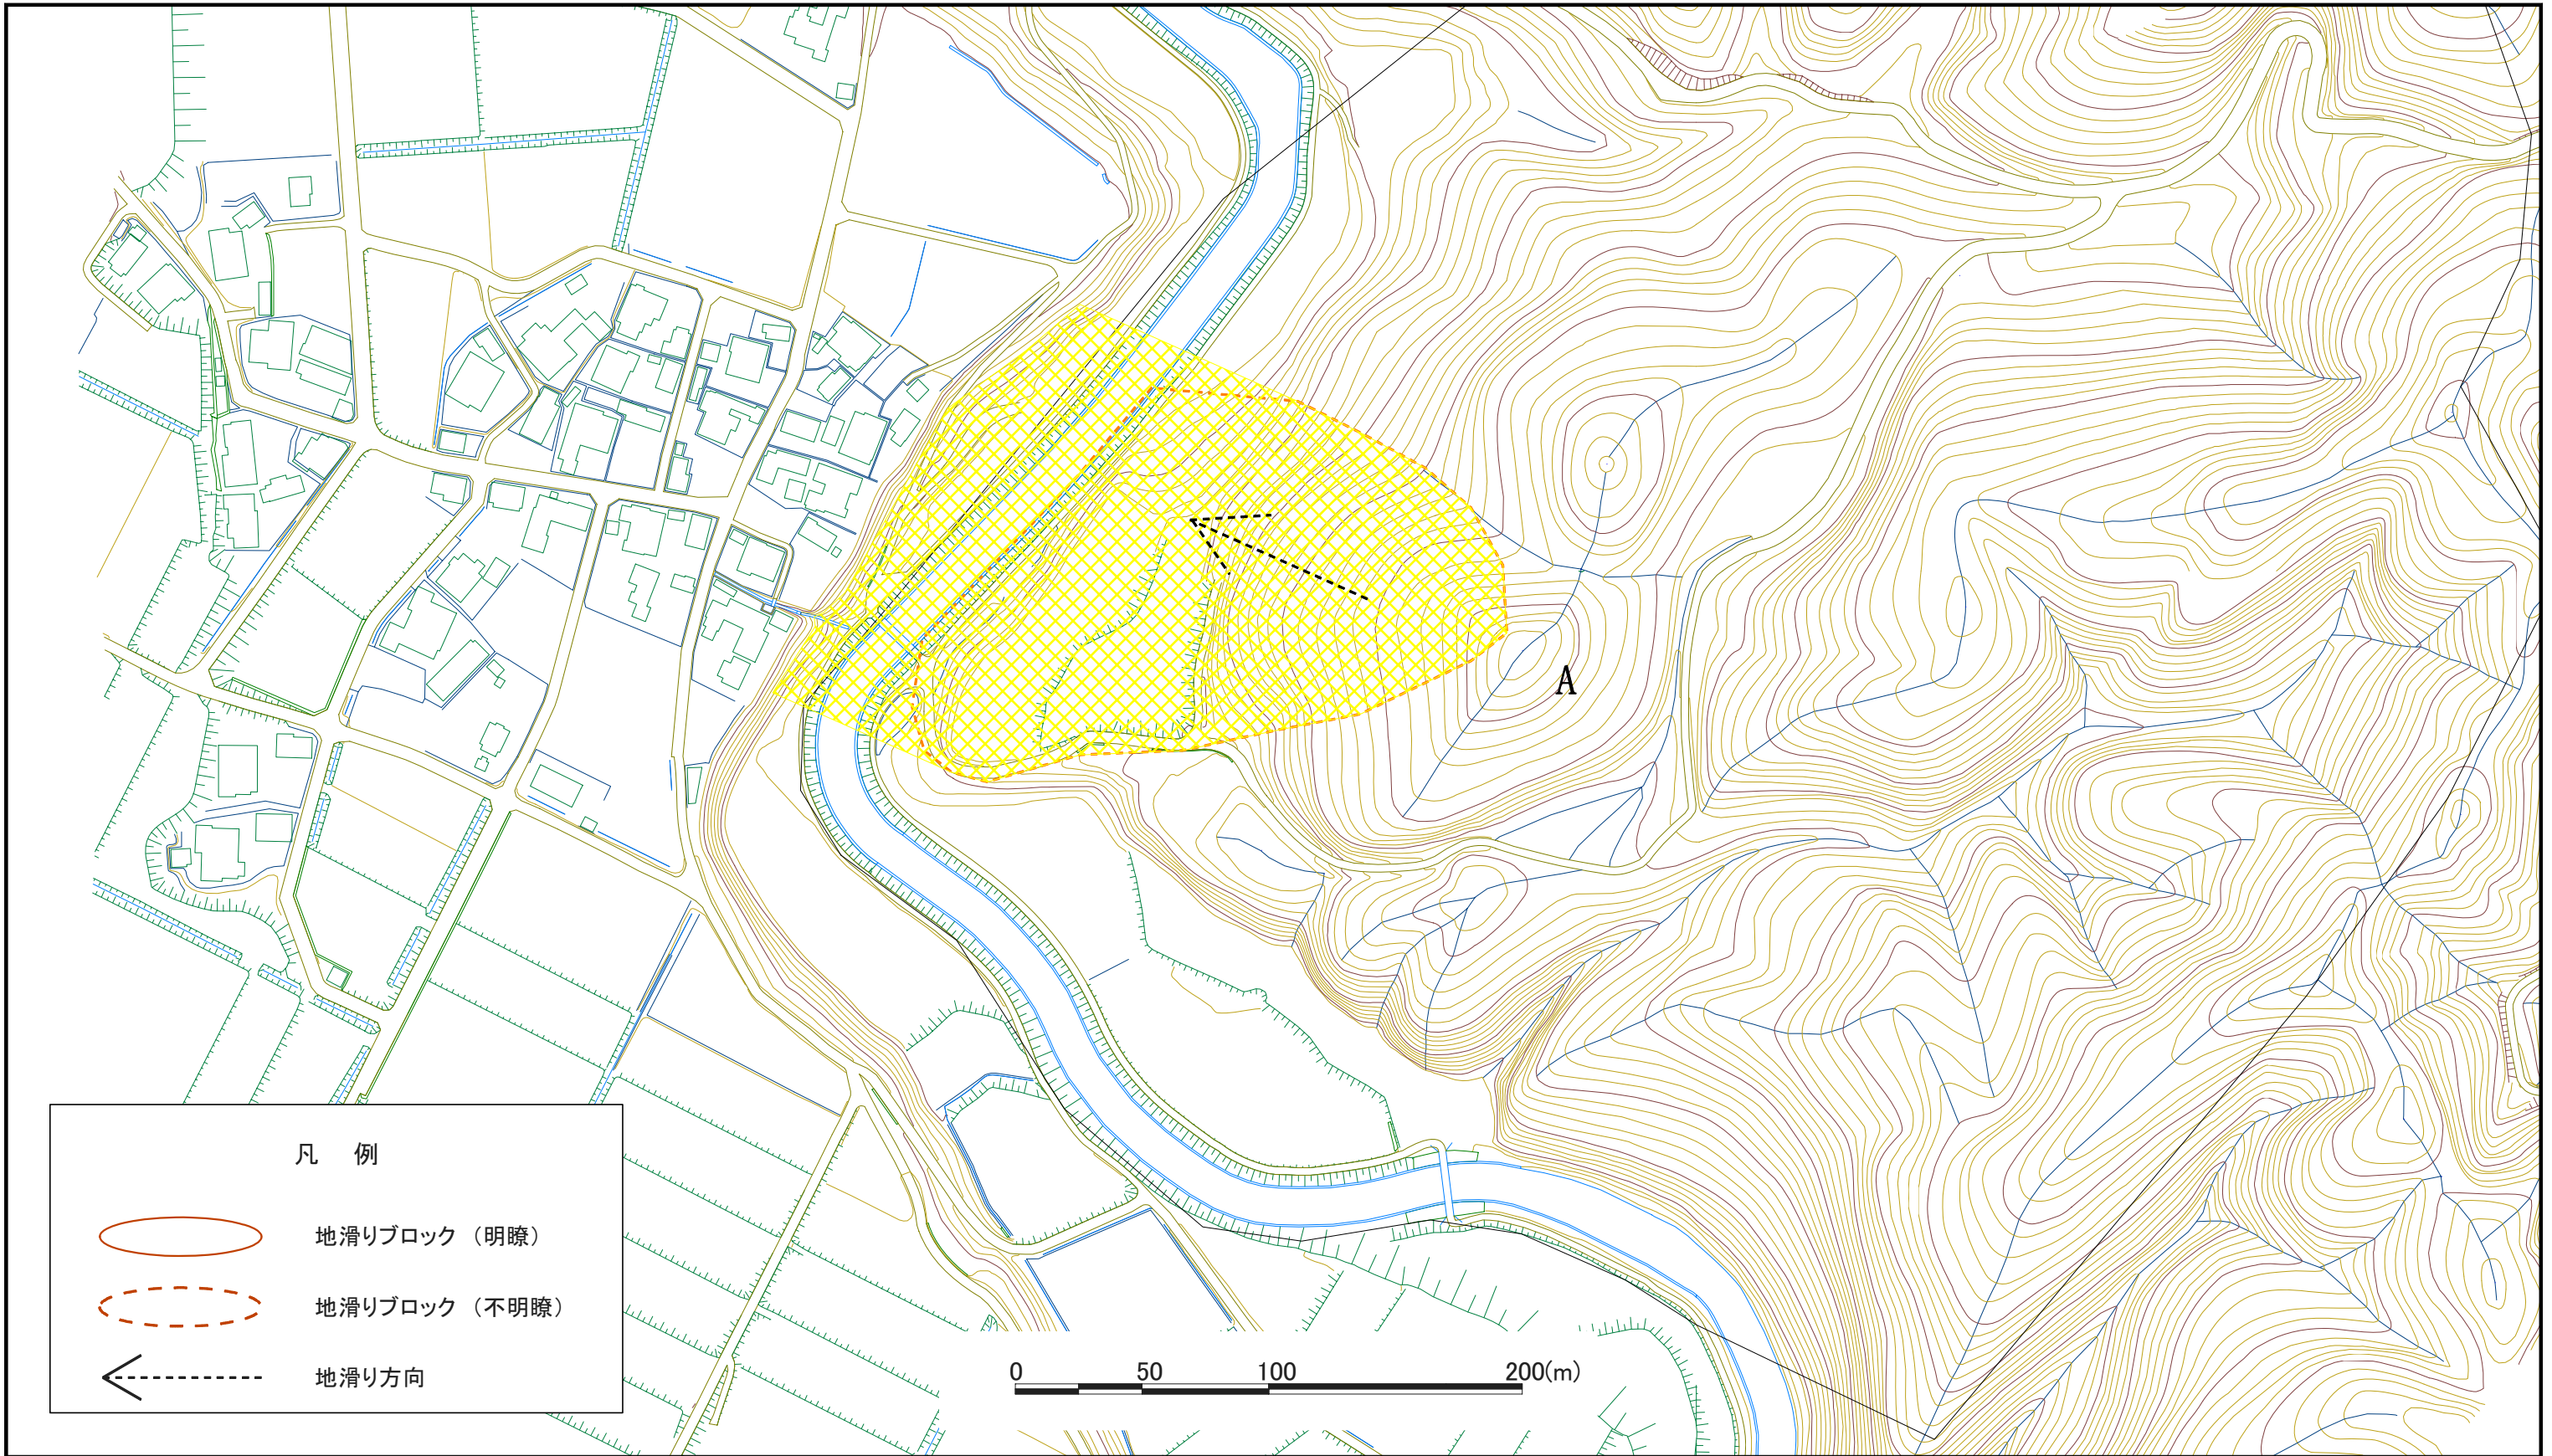 A
凡 例
地滑りブロック （明瞭）
地滑りブロック （不明瞭）
地滑り方向
0 50 100 200(m)